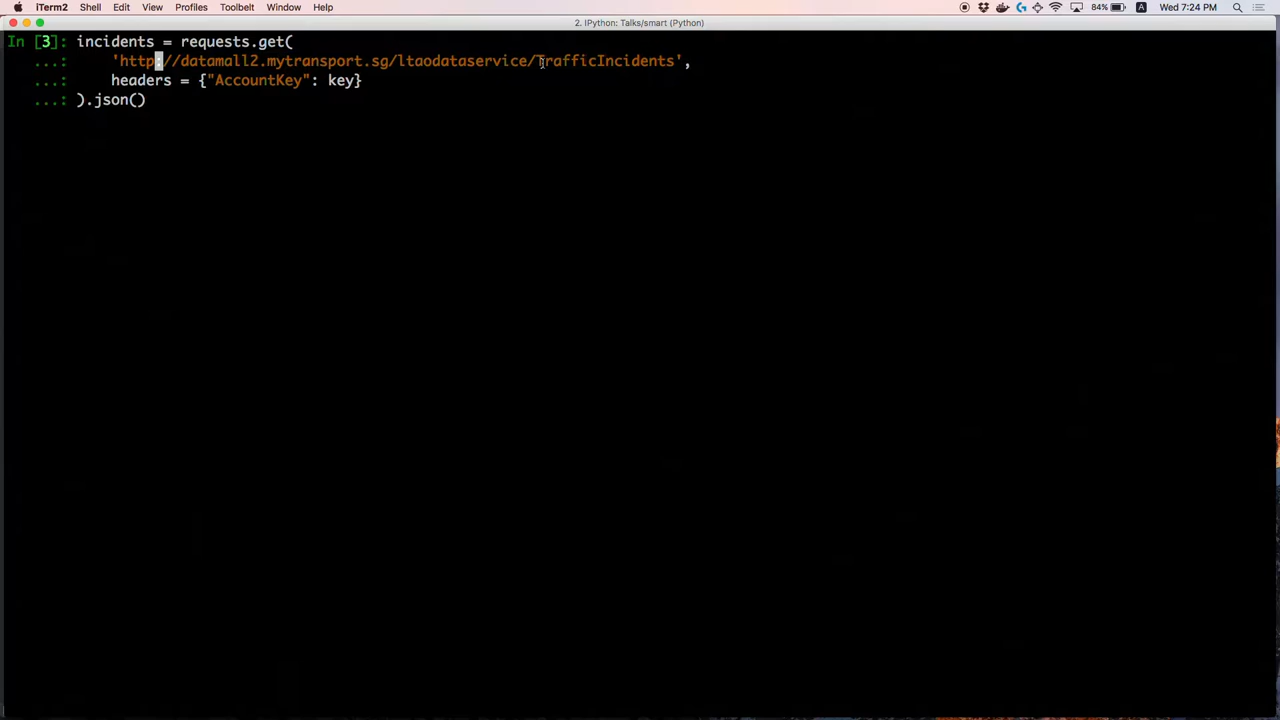 iTerm2 Shell Edit View Profiles Toolbelt Window Help 84% A Wed 7:24 PM
2. IPython: Talks/smart (Python)
In [3]: incidents = requests.get(
...: 'http://datamall2.mytransport.sg/ltaodataservice/TrafficIncidents',
...: headers = {"AccountKey": key}
...: ).json()